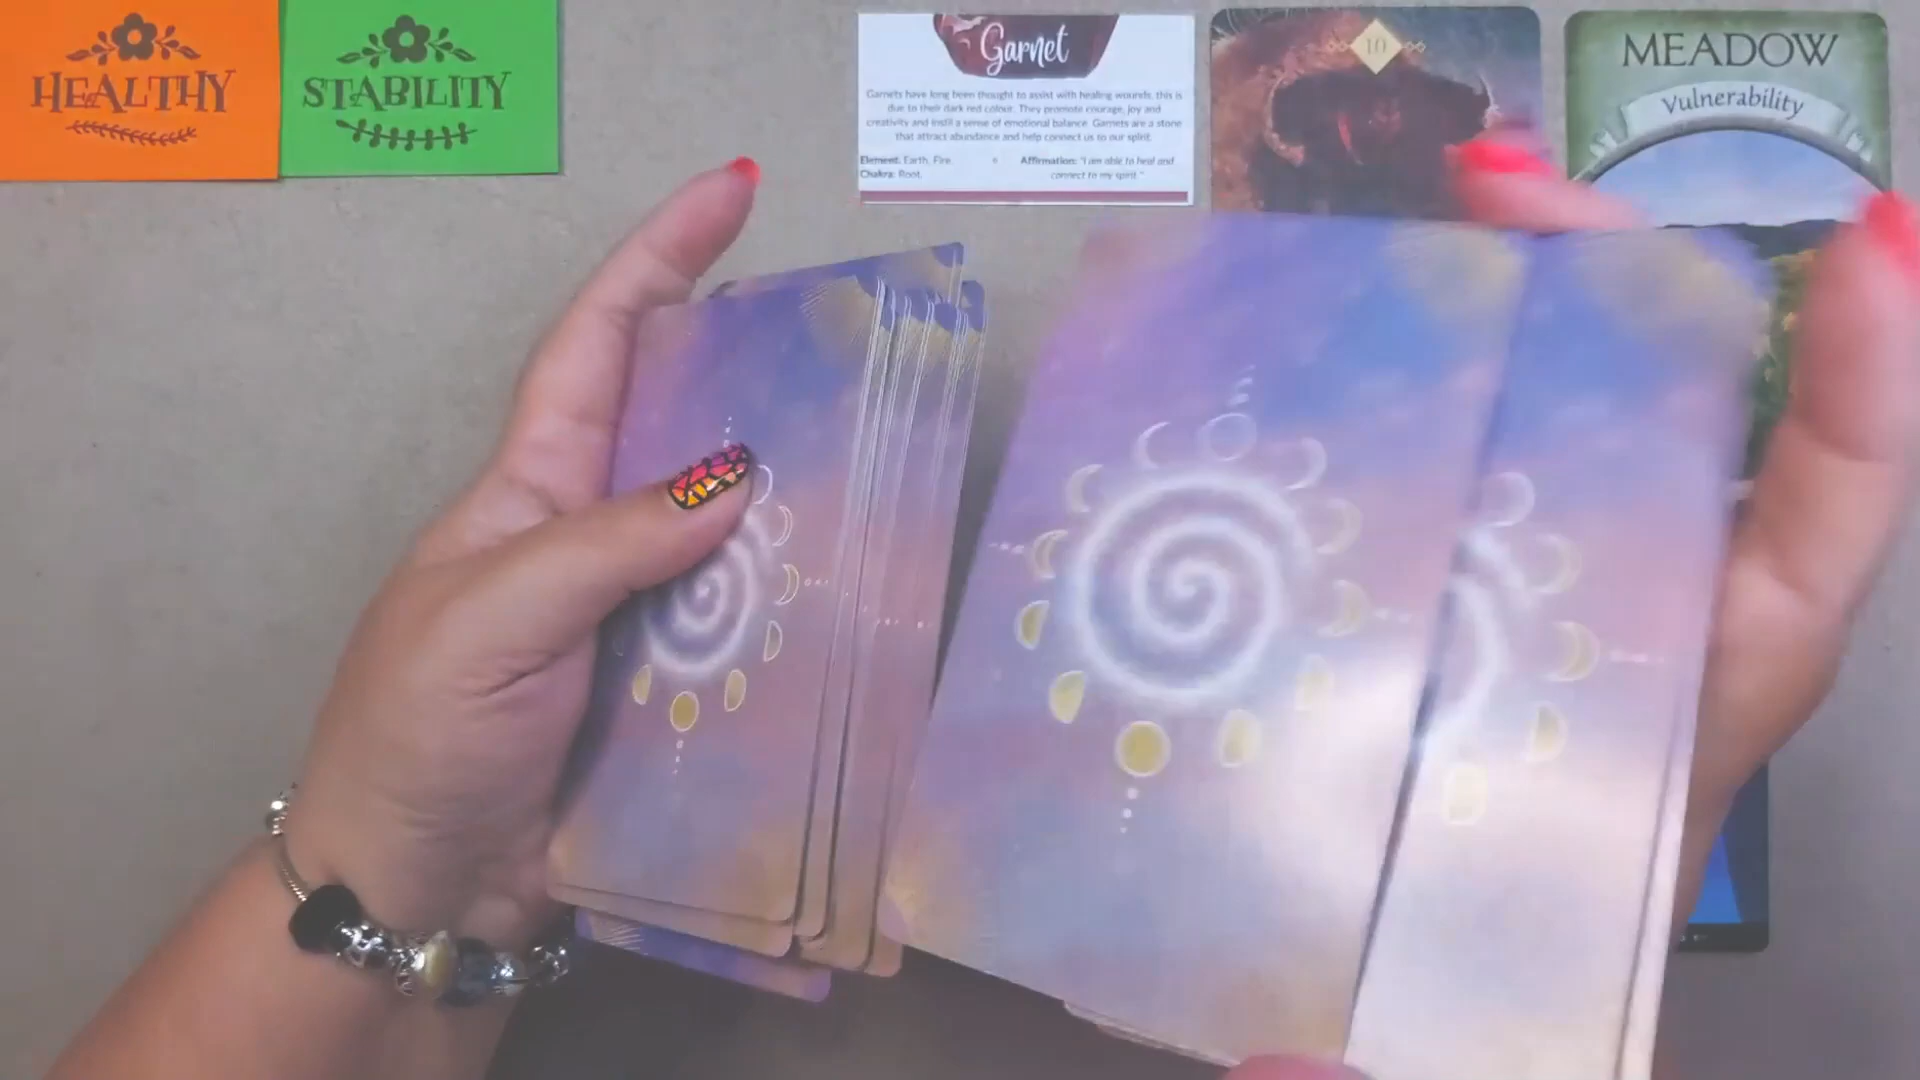 HEALTHY
STABILITY
Garnet
Garnets have long been thought to assist with healing wounds, this is
due to their dark red colour. They promote courage, joy and
creativity and instill a sense of emotional balance. Garnets are a stone
that attract abundance and help connect us to our spirit.
Element: Earth, Fire.
Chakra: Root.
Affirmation: "I am able to heal and
connect to my spirit."
10
MEADOW
Vulnerability